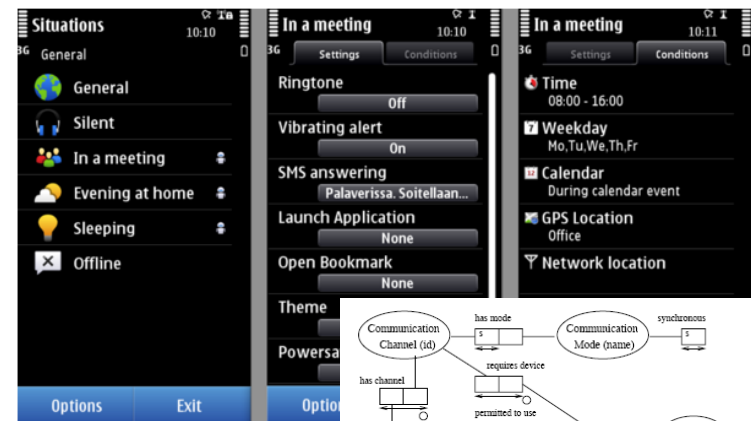 Situations
10:10
3G General
General
Silent
In a meeting
Evening at home
Sleeping
Offline
Options Exit
In a meeting
10:10
3G Settings Conditions
Ringtone
Off
Vibrating alert
On
SMS answering
Palaverissa. Soitellaan...
Launch Application
None
Open Bookmark
None
Theme
Powersa
Optio
In a meeting
10:11
3G Settings Conditions
Time
08:00 - 16:00
Weekday
Mo,Tu,We,Th,Fr
Calendar
During calendar event
GPS Location
Office
Network location
Communication
Channel (id)
has mode
s
Communication
Mode (name)
synchronous
s
requires device
has channel
permitted to use